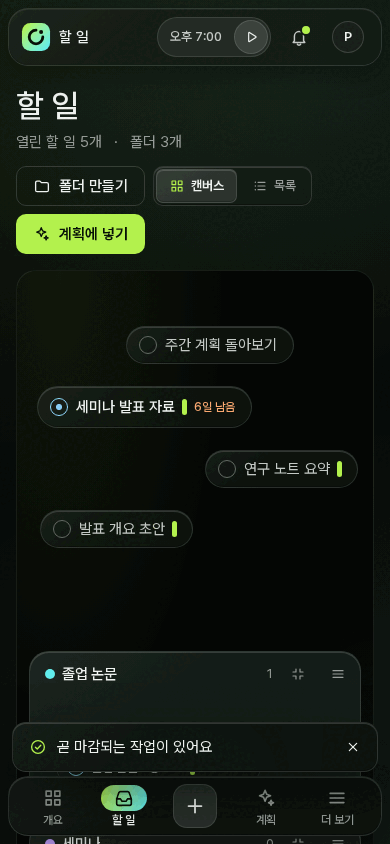 할 일
오후 7:00
P
할 일
열린 할 일 5개 · 폴더 3개
폴더 만들기
캔버스
목록
계획에 넣기
주간 계획 돌아보기
세미나 발표 자료
6일 남음
연구 노트 요약
발표 개요 초안
졸업 논문
1
곧 마감되는 작업이 있어요
개요
할 일
계획
더 보기
세미나